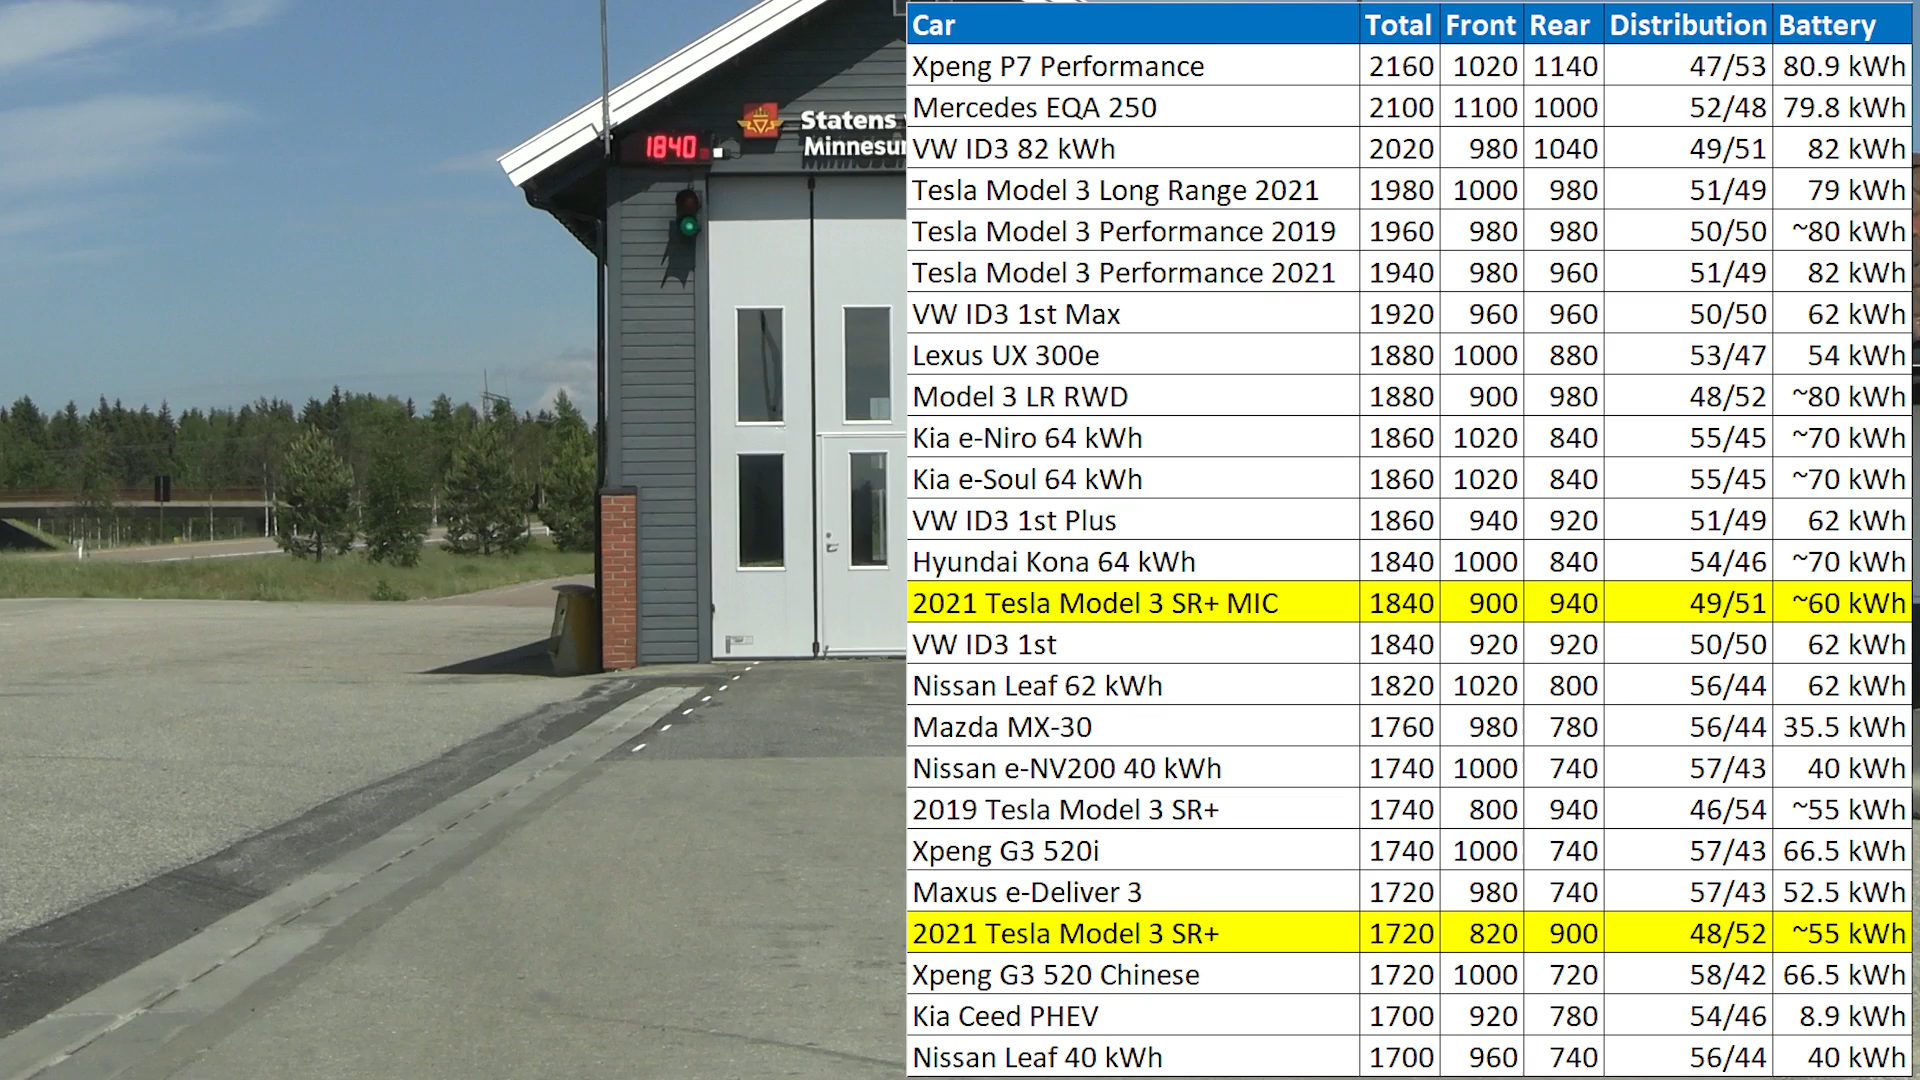 1840
Statens
Minnesun
Car Total Front Rear Distribution Battery
Xpeng P7 Performance 2160 1020 1140 47/53 80.9 kWh
Mercedes EQA 250 2100 1100 1000 52/48 79.8 kWh
VW ID3 82 kWh 2020 980 1040 49/51 82 kWh
Tesla Model 3 Long Range 2021 1980 1000 980 51/49 79 kWh
Tesla Model 3 Performance 2019 1960 980 980 50/50 ~80 kWh
Tesla Model 3 Performance 2021 1940 980 960 51/49 82 kWh
VW ID3 1st Max 1920 960 960 50/50 62 kWh
Lexus UX 300e 1880 1000 880 53/47 54 kWh
Model 3 LR RWD 1880 900 980 48/52 ~80 kWh
Kia e-Niro 64 kWh 1860 1020 840 55/45 ~70 kWh
Kia e-Soul 64 kWh 1860 1020 840 55/45 ~70 kWh
VW ID3 1st Plus 1860 940 920 51/49 62 kWh
Hyundai Kona 64 kWh 1840 1000 840 54/46 ~70 kWh
2021 Tesla Model 3 SR+ MIC 1840 900 940 49/51 ~60 kWh
VW ID3 1st 1840 920 920 50/50 62 kWh
Nissan Leaf 62 kWh 1820 1020 800 56/44 62 kWh
Mazda MX-30 1760 980 780 56/44 35.5 kWh
Nissan e-NV200 40 kWh 1740 1000 740 57/43 40 kWh
2019 Tesla Model 3 SR+ 1740 800 940 46/54 ~55 kWh
Xpeng G3 520i 1740 1000 740 57/43 66.5 kWh
Maxus e-Deliver 3 1720 980 740 57/43 52.5 kWh
2021 Tesla Model 3 SR+ 1720 820 900 48/52 ~55 kWh
Xpeng G3 520 Chinese 1720 1000 720 58/42 66.5 kWh
Kia Ceed PHEV 1700 920 780 54/46 8.9 kWh
Nissan Leaf 40 kWh 1700 960 740 56/44 40 kWh